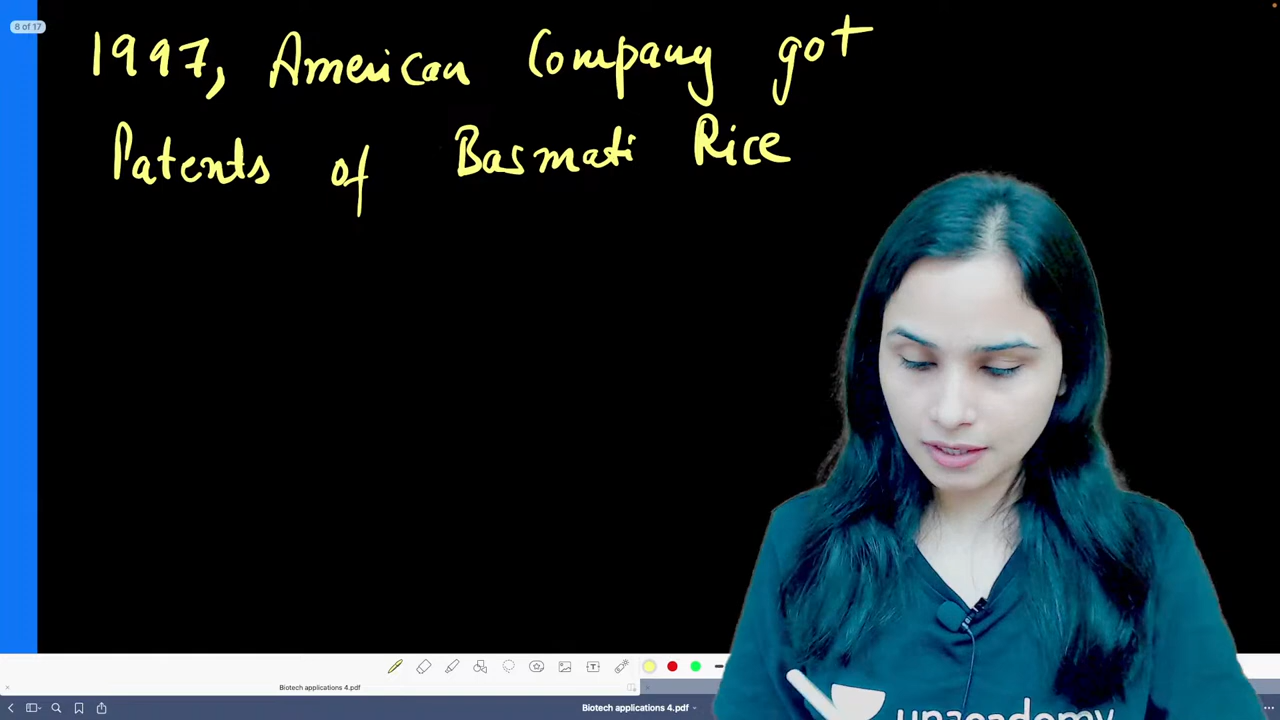 8 of 17
1997, American Company got
Patents of Basmati Rice
Biotech applications 4.pdf
Biotech applications 4.pdf
unacademy